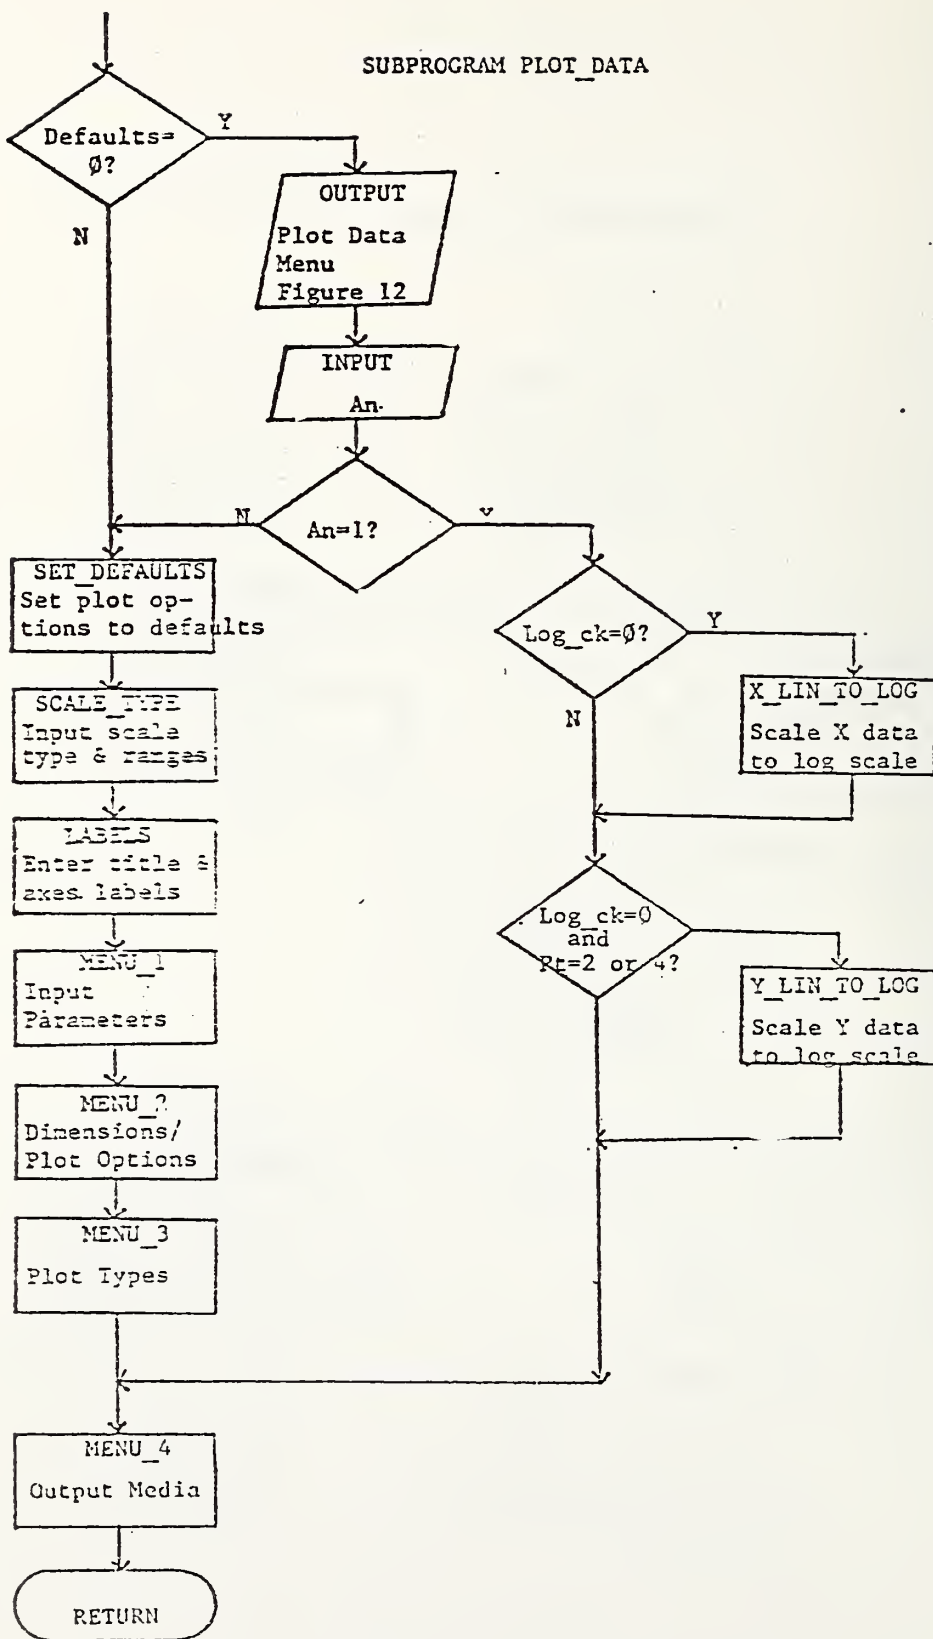 SUBPROGRAM PLOT_DATA
Defaults=
Ø?
Y
N
OUTPUT
Plot Data
Menu
Figure 12
INPUT
An
An=1?
N
Y
SET_DEFAULTS
Set plot op-
tions to defaults
SCALE_TYPE
Input scale
type & ranges
LABELS
Enter title &
axes labels
MENU_1
Input
Parameters
MENU_2
Dimensions/
Plot Options
MENU_3
Plot Types
Log_ck=Ø?
Y
N
X_LIN_TO_LOG
Scale X data
to log scale
Log_ck=Ø
and
Pt=2 or 4?
Y_LIN_TO_LOG
Scale Y data
to log scale
MENU_4
Output Media
RETURN